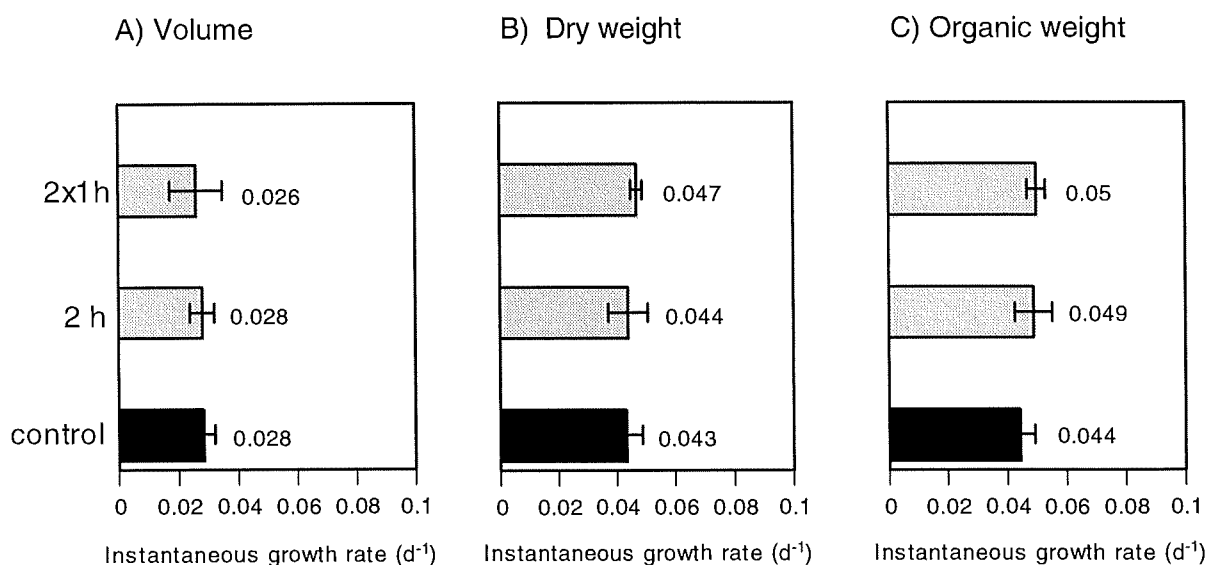 A) Volume
B) Dry weight
C) Organic weight
2x1h
0.026
0.047
0.05
2 h
0.028
0.044
0.049
control
0.028
0.043
0.044
0 0.02 0.04 0.06 0.08 0.1
0 0.02 0.04 0.06 0.08 0.1
0 0.02 0.04 0.06 0.08 0.1
Instantaneous growth rate (d⁻¹)
Instantaneous growth rate (d⁻¹)
Instantaneous growth rate (d⁻¹)